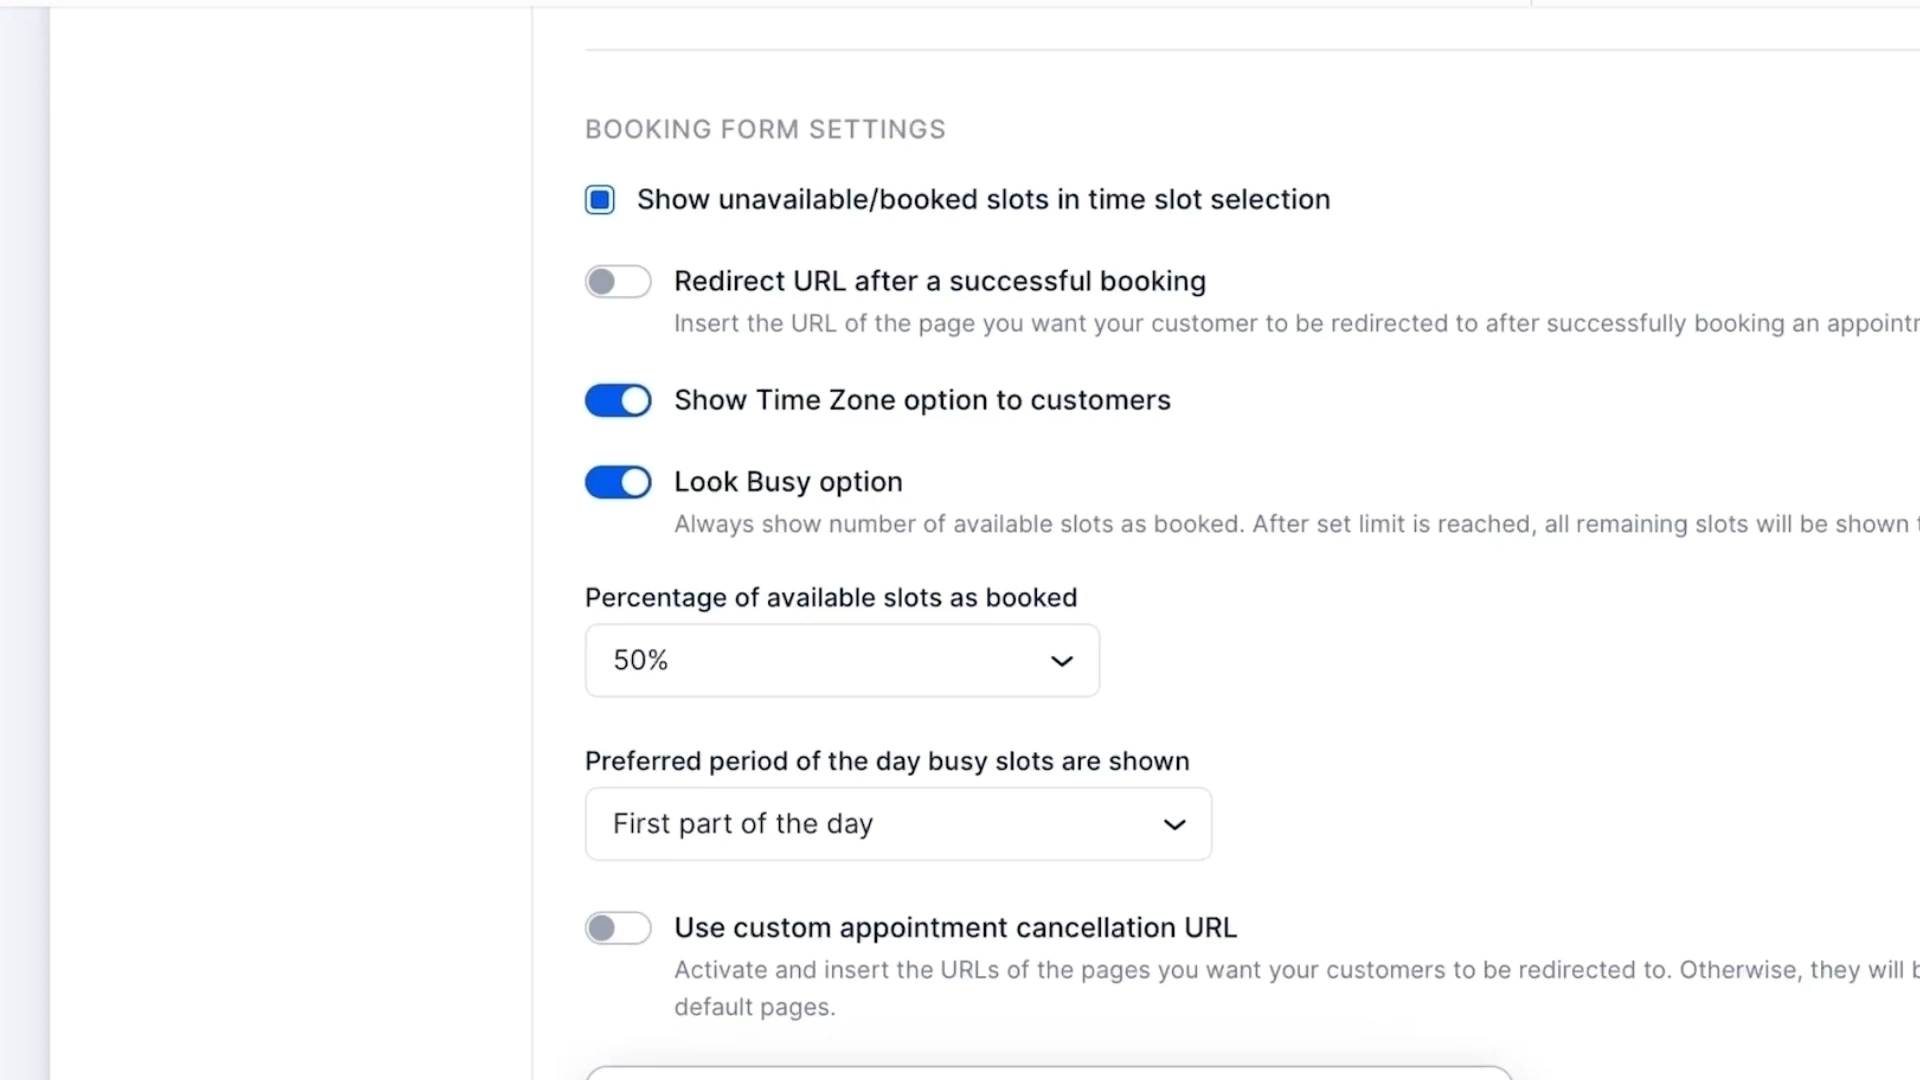 BOOKING FORM SETTINGS
Show unavailable/booked slots in time slot selection
Redirect URL after a successful booking
Insert the URL of the page you want your customer to be redirected to after successfully booking an
Show Time Zone option to customers
Look Busy option
Always show number of available slots as booked. After set limit is reached, all remaining slots will be shown
Percentage of available slots as booked
50%
Preferred period of the day busy slots are shown
First part of the day
Use custom appointment cancellation URL
Activate and insert the URLs of the pages you want your customers to be redirected to. Otherwise, they will
default pages.